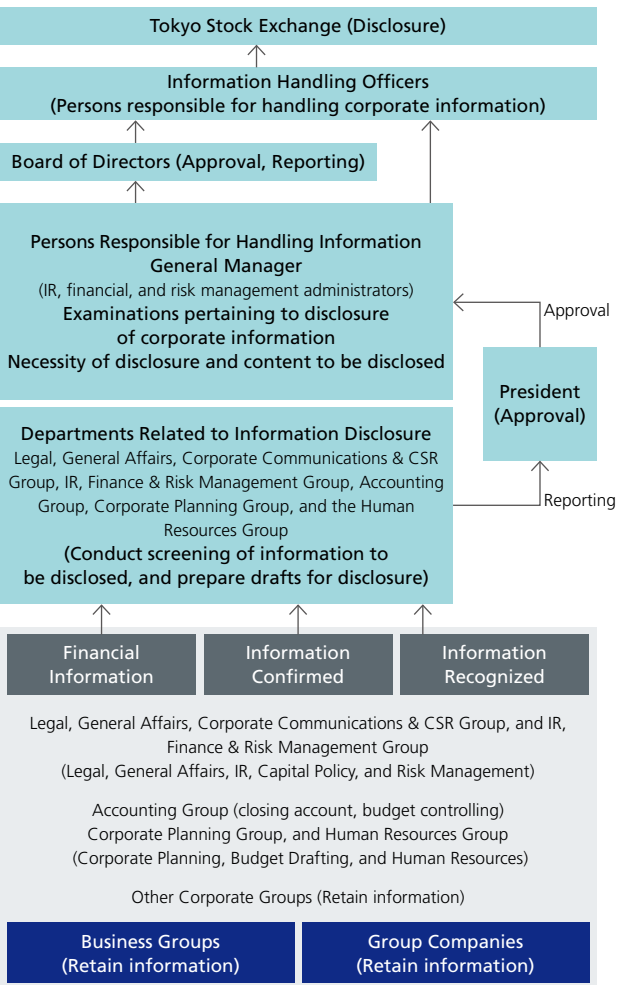 Tokyo Stock Exchange (Disclosure)
Information Handling Officers
(Persons responsible for handling corporate information)
Board of Directors (Approval, Reporting)
Persons Responsible for Handling Information
General Manager
(IR, financial, and risk management administrators)
Examinations pertaining to disclosure
of corporate information
Necessity of disclosure and content to be disclosed
Approval
President
(Approval)
Reporting
Departments Related to Information Disclosure
Legal, General Affairs, Corporate Communications & CSR
Group, IR, Finance & Risk Management Group, Accounting
Group, Corporate Planning Group, and the Human
Resources Group
(Conduct screening of information to
be disclosed, and prepare drafts for disclosure)
Financial
Information
Information
Confirmed
Information
Recognized
Legal, General Affairs, Corporate Communications & CSR Group, and IR,
Finance & Risk Management Group
(Legal, General Affairs, IR, Capital Policy, and Risk Management)
Accounting Group (closing account, budget controlling)
Corporate Planning Group, and Human Resources Group
(Corporate Planning, Budget Drafting, and Human Resources)
Other Corporate Groups (Retain information)
Business Groups
(Retain information)
Group Companies
(Retain information)